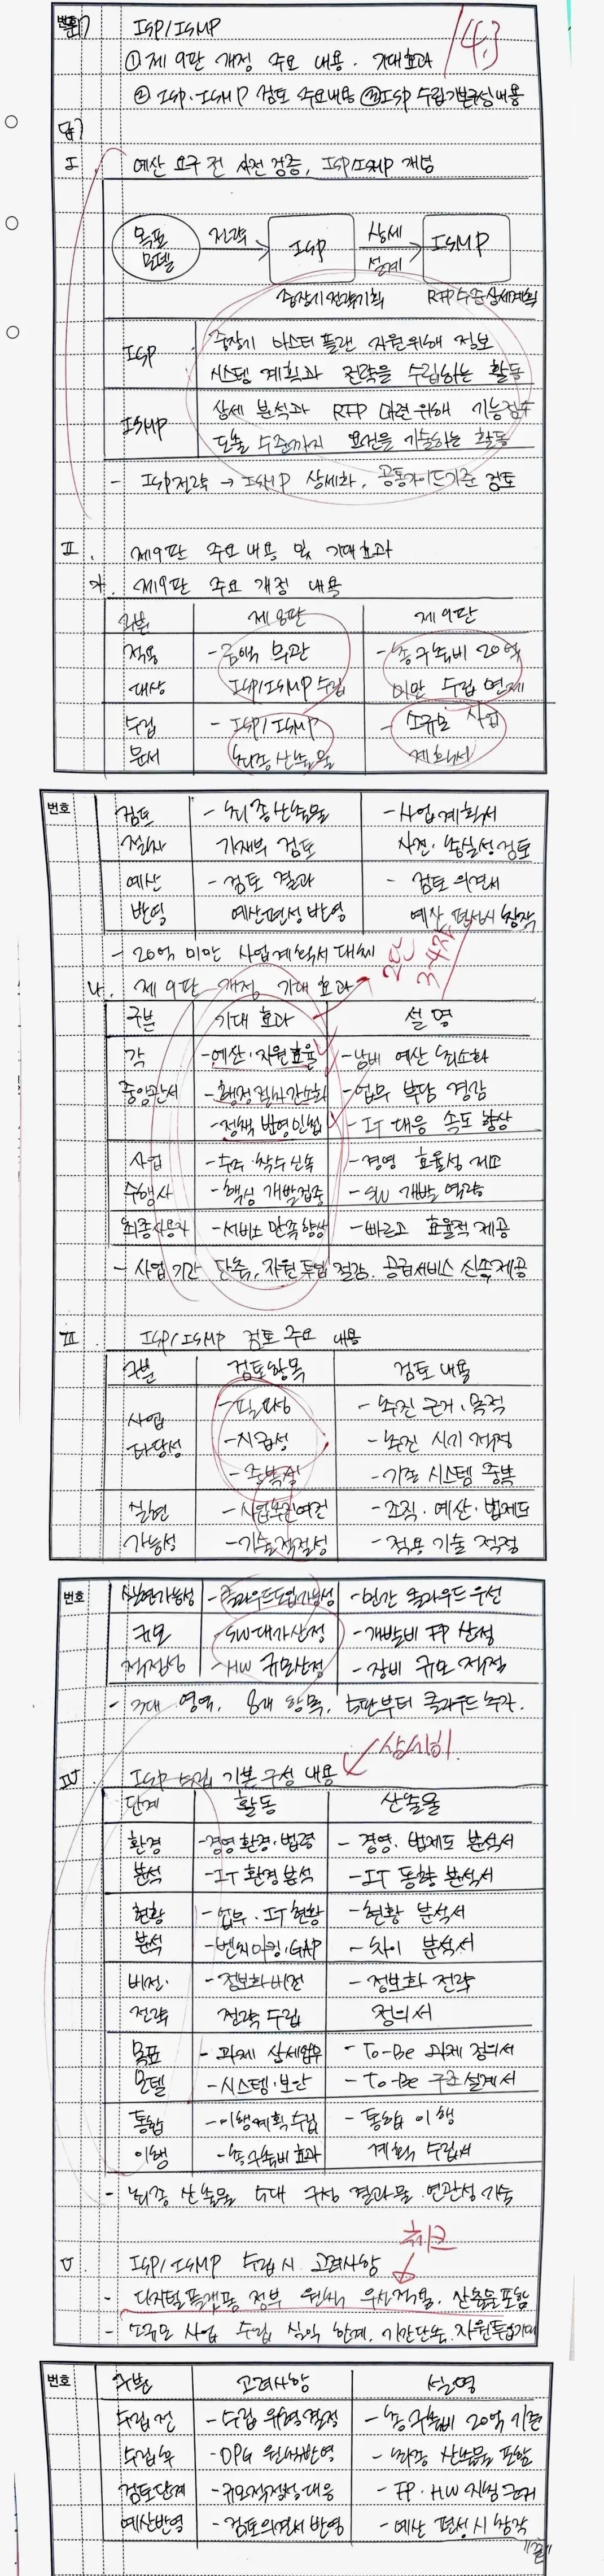 번호
문)
ISP/ISMP
① 제 9판 개정 주요 내용. 기대효과
② ISP. ISMP 검토 주요내용 ③ ISP 수립 기본구성내용
14.3
답)
I. 예산 요구 전 사전 검증, ISP/ISMP 개념
목표 모델
전략
ISP
상세 설계
ISMP
중장기 전략기획
RFP수준 상세계획
ISP
중장기 마스터 플랜 지원위해 정보
시스템 계획과 전략을 수립하는 활동
ISMP
상세 분석과 RFP 마련 위해 기능점수
도출 수준까지 요건을 기술하는 활동
- ISP전략 → ISMP 상세화, 공통가이드기준 검토
II. 제9판 주요 내용 및 기대효과
가. 제9판 주요 개정 내용
구분 제8판 제9판
적용 - 금액 무관 - 총구축비 20억
대상 ISP/ISMP 수립 미만 수립 면제
수립 - ISP/ISMP - 소규모 사업
문서 최종산출물 계획서
번호
검토 - 최종산출물 - 사업계획서
절차 기재부 검토 사전. 충실성 검토
예산 - 검토 결과 - 검토 의견서
반영 예산편성 반영 예산 편성시
- 20억 미만 사업계획서 대체
나. 제 9판 개정 기대 효과
3-4자
구분 기대 효과 설명
각 - 예산. 자원효율 - 낭비 예산 최소화
중앙관서 - 행정절차간소화 - 업무 부담 경감
- 정책 반영민첩 - IT 대응 속도 향상
사업 - 수주. 착수 신속 - 경영 효율성 제고
수행사 - 핵심 개발집중 - SW 개발 역량
최종사용자 - 서비스 만족향상 - 빠르고 효율적 제공
- 사업기간 단축, 자원투입 절감. 공급서비스 신속제공
III. ISP/ISMP 검토 주요 내용
구분 검토항목 검토 내용
사업 - 필요성 - 추진 근거, 목적
타당성 - 시급성 - 추진 시기 적정
- 중복성 - 기존 시스템 중복
실현 - 사업추진여건 - 조직. 예산. 법제도
가능성 - 기술적절성 - 적용 기술 적정
번호
실현가능성 - 클라우드도입가능성 - 민간 클라우드 우선
규모 - SW대가산정 - 개발비 FP 산정
적정성 - HW 규모산정 - 장비 규모 적정
- 3대 영역, 8개 항목, 5판부터 클라우드 추가.
상세히.
IV. ISP 수립 기본 구성 내용
단계 활동 산출물
환경 - 경영환경. 법령 - 경영. 법제도 분석서
분석 - IT 환경분석 - IT 동향 분석서
현황 - 업무. IT 현황 - 현황 분석서
분석 - 벤치마킹, GAP - 차이 분석서
비전. - 정보화비전 - 정보화 전략
전략 전략 수립 정의서
목표 - 과제 상세업무 - To-Be 과제 정의서
모델 - 시스템. 보안 - To-Be 구조 설계서
통합 - 이행계획 수립 - 통합 이행
이행 - 총구축비 효과 계획 수립서
- 최종 산출물 5대 구성 결과물. 연관성 기술
체크
V. ISP/ISMP 수립 시 고려사항
- 디지털플랫폼 정부 원칙 우선적용. 산출물포함
- 소규모 사업 수립 실익 한계, 기간단축. 자원투입
번호
구분 고려사항 설명
수립 전 - 수립 유형 결정 - 총구축비 20억 기준
수립 후 - DPG 원칙반영 - 최종 산출물 포함
검토단계 - 규모적정성대응 - FP. HW 지침 근거
예산반영 - 검토의견서 반영 - 예산 편성 시
"끝"